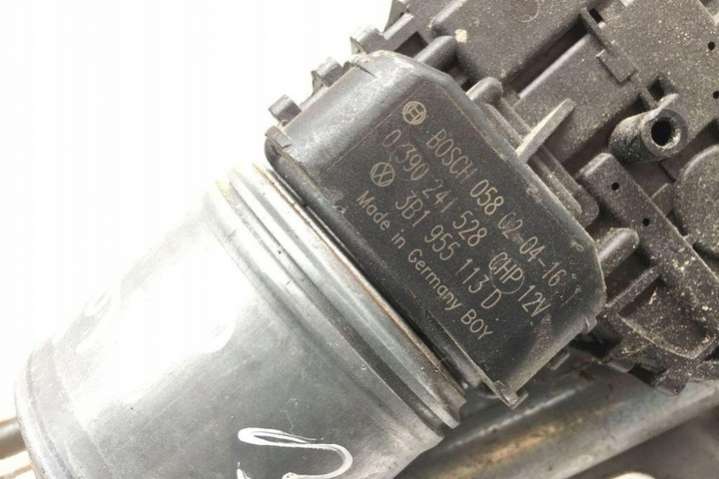 BOSCH 058 02-04-16
0 390 241 528 CHP 12V
3B1 955 113 D
Made in Germany BOY